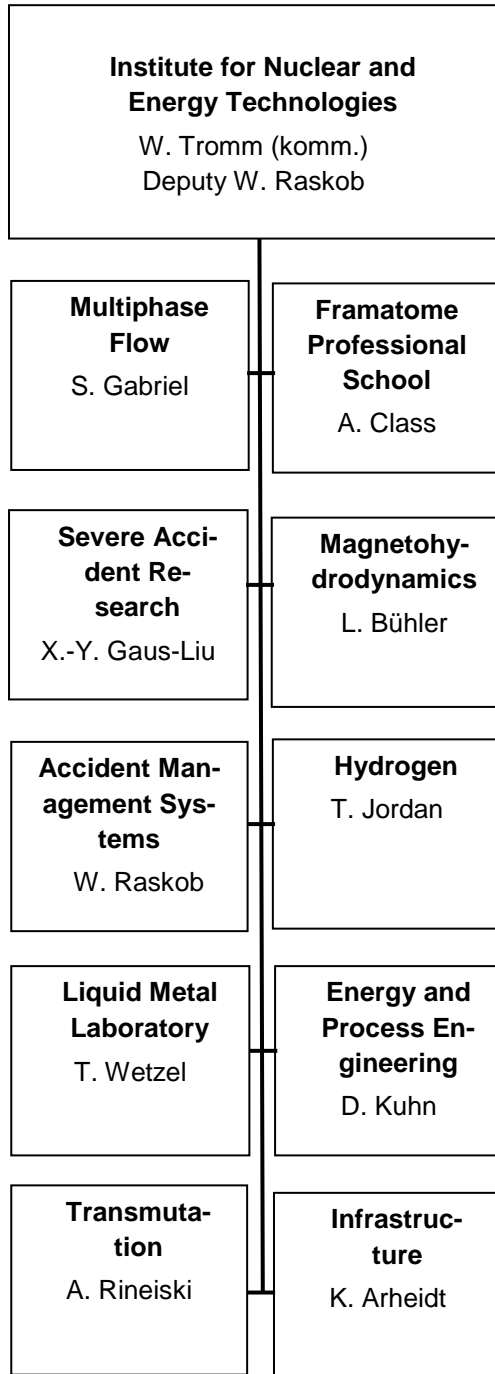 Institute for Nuclear and
Energy Technologies
W. Tromm (komm.)
Deputy W. Raskob
Multiphase
Flow
S. Gabriel
Framatome
Professional
School
A. Class
Severe Acci-
dent Re-
search
X.-Y. Gaus-Liu
Magnetohy-
drodynamics
L. Bühler
Accident Man-
agement Sys-
tems
W. Raskob
Hydrogen
T. Jordan
Liquid Metal
Laboratory
T. Wetzel
Energy and
Process En-
gineering
D. Kuhn
Transmuta-
tion
A. Rineiski
Infrastruc-
ture
K. Arheidt